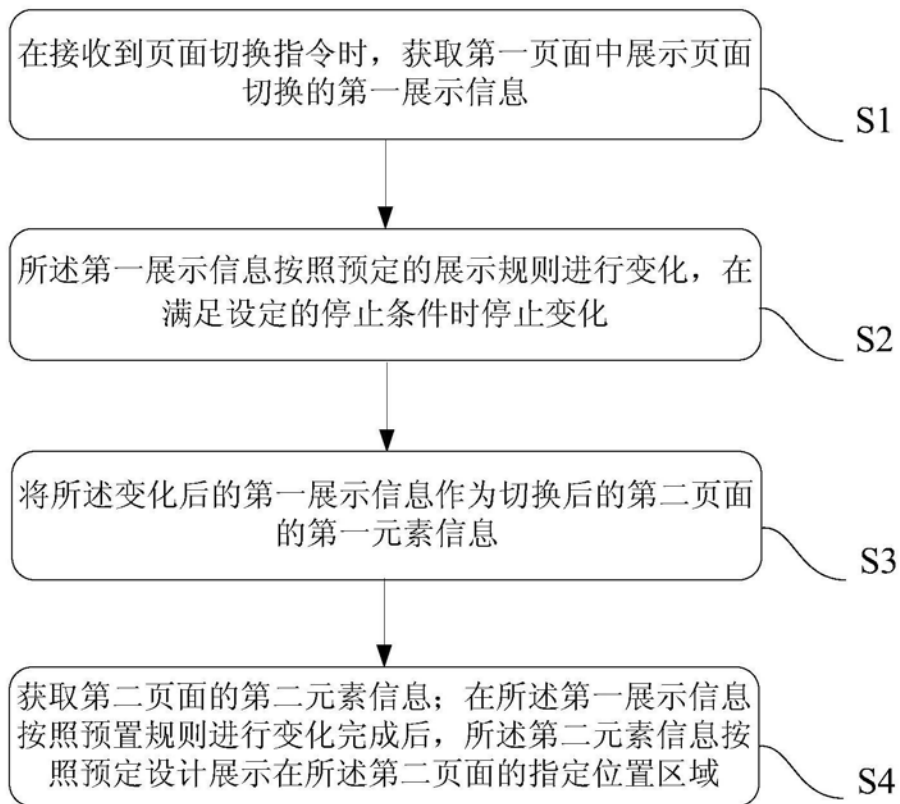 在接收到页面切换指令时，获取第一页面中展示页面
切换的第一展示信息
S1
所述第一展示信息按照预定的展示规则进行变化，在
满足设定的停止条件时停止变化
S2
将所述变化后的第一展示信息作为切换后的第二页面
的第一元素信息
S3
获取第二页面的第二元素信息；在所述第一展示信息
按照预置规则进行变化完成后，所述第二元素信息按
照预定设计展示在所述第二页面的指定位置区域
S4